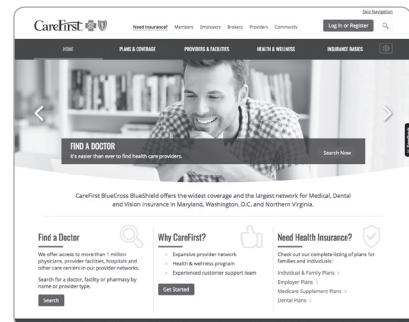 Skip Navigation
CareFirst
Need Insurance? Members Employers Brokers Providers Community
Log In or Register
HOME PLANS & COVERAGE PROVIDERS & FACILITIES HEALTH & WELLNESS INSURANCE BASICS
FIND A DOCTOR
It's easier than ever to find health care providers.
Search Now
CareFirst BlueCross BlueShield offers the widest coverage and the largest network for Medical, Dental
and Vision insurance in Maryland, Washington, D.C. and Northern Virginia.
Find a Doctor
We offer access to more than 1 million
physicians, provider facilities, hospitals and
other care centers in our provider networks.
Search for a doctor, facility or pharmacy by
name or provider type.
Search
Why CareFirst?
Expansive provider network
Health & wellness program
Experienced customer support team
Get Started
Need Health Insurance?
Check out our complete listing of plans for
families and individuals:
Individual & Family Plans >
Employer Plans >
Medicare Supplement Plans >
Dental Plans >